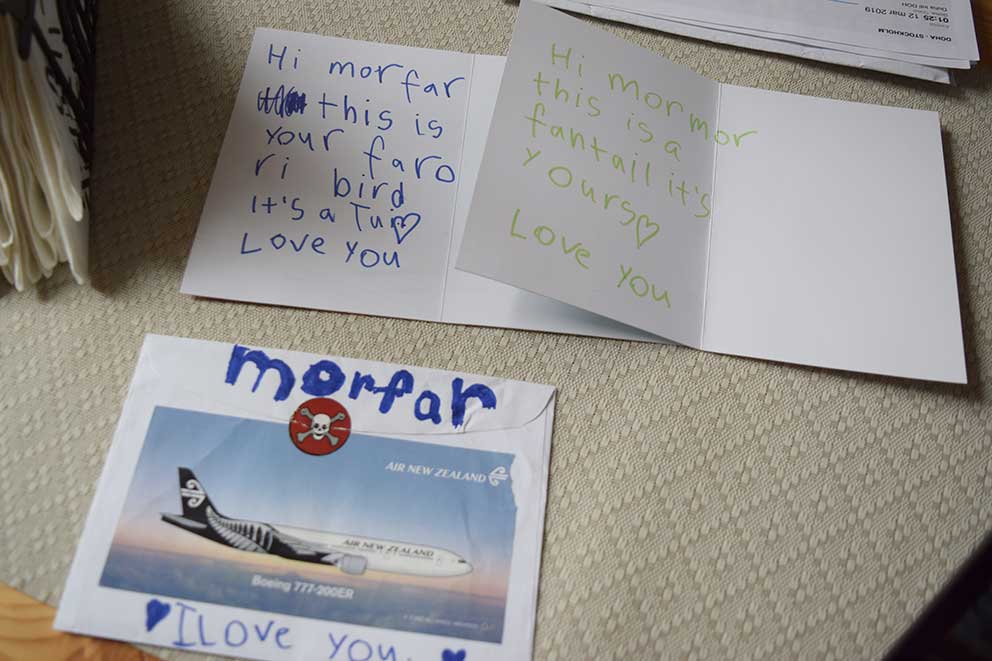 Hi morfar
this is
your faro
ri bird
It's a Tui
Love you
Hi mormor
this is a
fantail it's
yours
Love you
DOHA - STOCKHOLM
01:25 12 mar 2019
morfar
AIR NEW ZEALAND
AIR NEW ZEALAND
Boeing 777-200ER
I Love you.